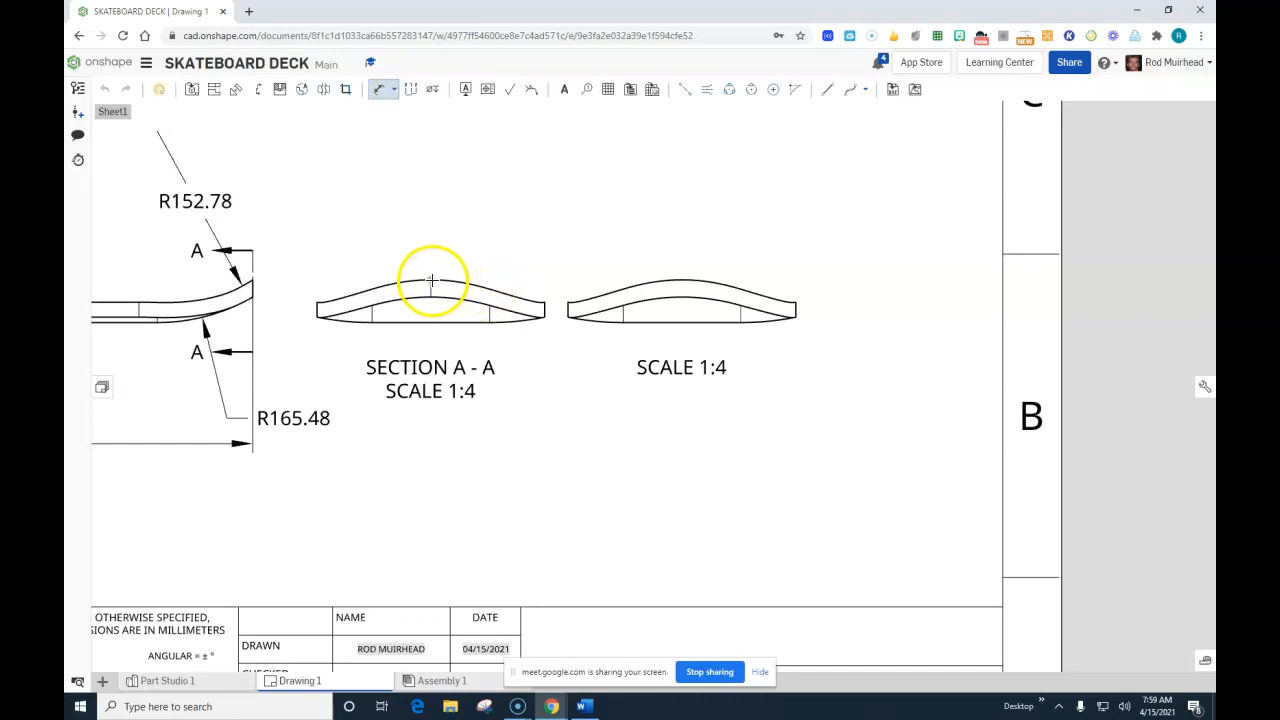 SKATEBOARD DECK | Drawing 1
cad.onshape.com/documents/8f1c1d1033ca66b557283147/w/4977ff54600ce8e7c4ad571c/e/9e3fa2e032a39e1f594cfe52
onshape SKATEBOARD DECK Main
4 App Store Learning Center Share Rod Muirhead
Sheet1
C
R152.78
A
A
R165.48
SECTION A - A
SCALE 1:4
SCALE 1:4
B
OTHERWISE SPECIFIED,
SIONS ARE IN MILLIMETERS
ANGULAR = ± °
NAME DATE
DRAWN ROD MUIRHEAD 04/15/2021
CHECKED
meet.google.com is sharing your screen. Stop sharing Hide
Part Studio 1 Drawing 1 Assembly 1
Type here to search
Desktop
7:59 AM
4/15/2021